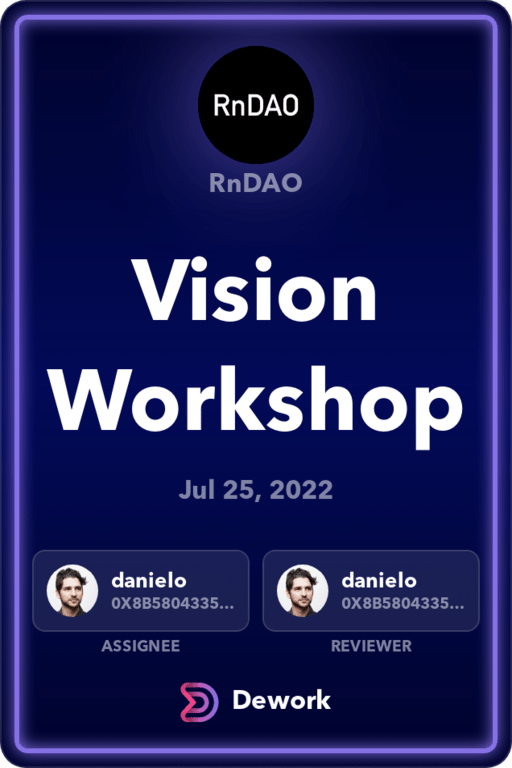 RnDAO
RnDAO
Vision
Workshop
Jul 25, 2022
danielo
0X8B5804335...
ASSIGNEE
danielo
0X8B5804335...
REVIEWER
Dework